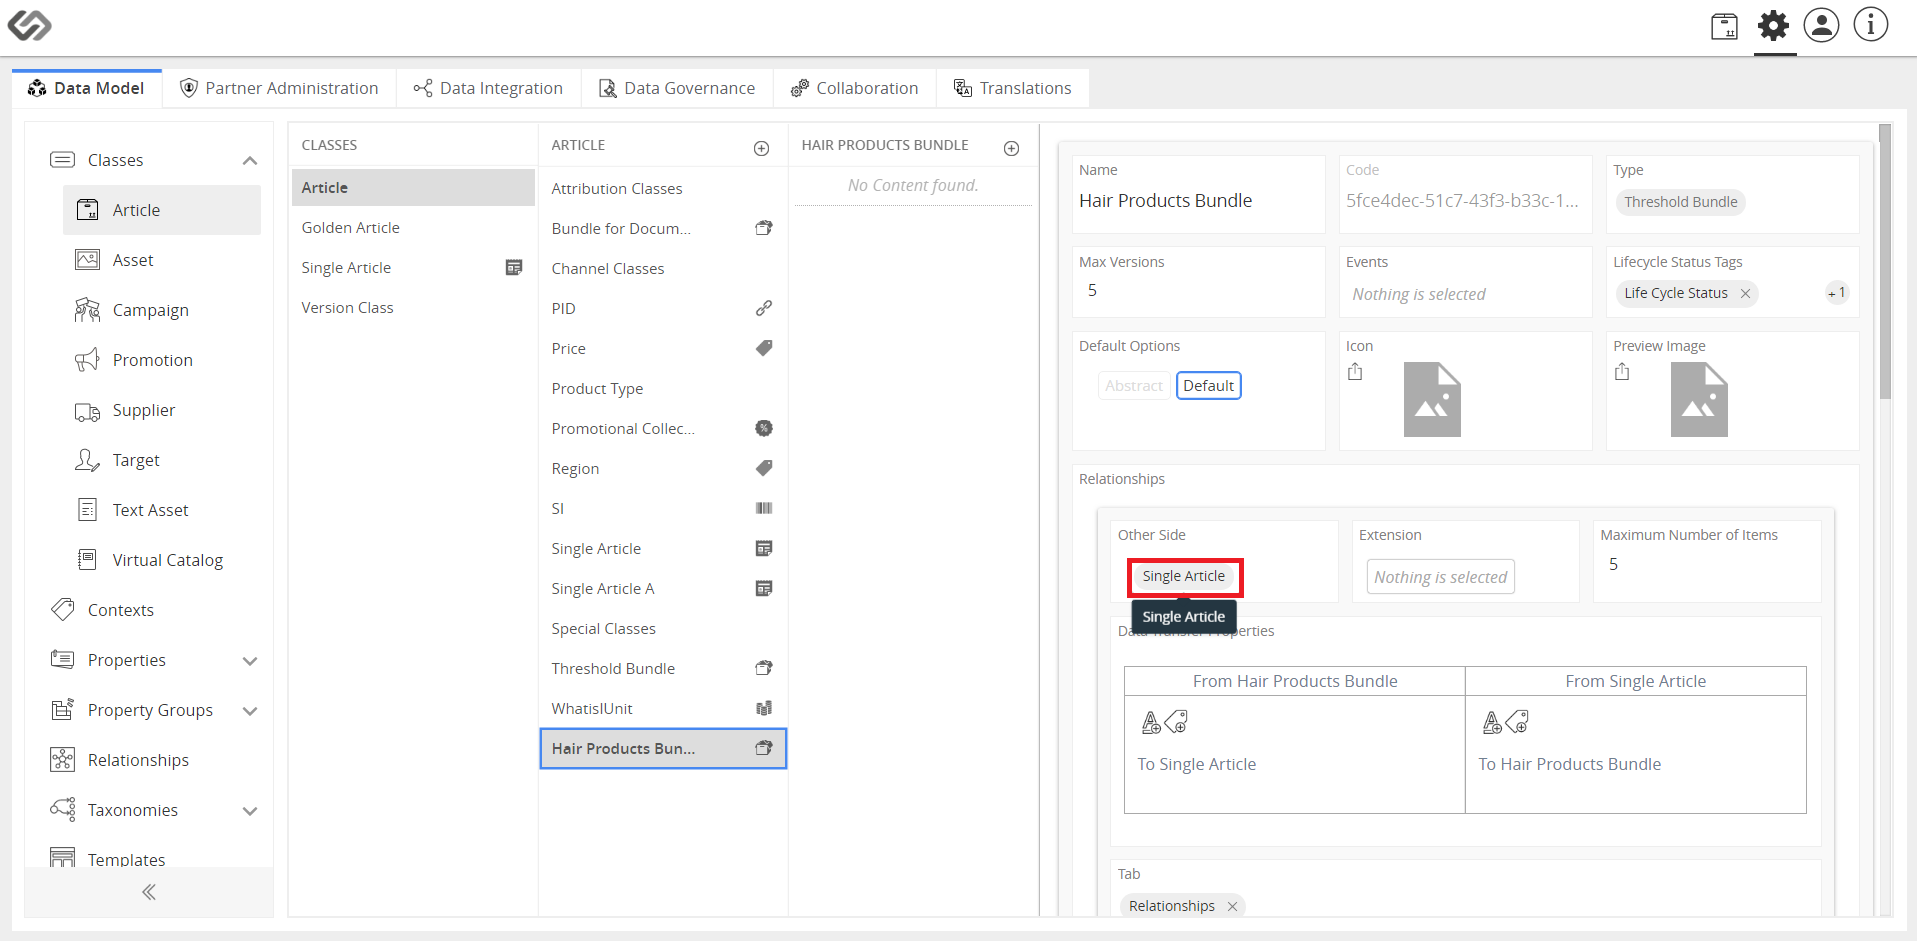 Data Model
Partner Administration
Data Integration
Data Governance
Collaboration
Translations
Classes
Article
Asset
Campaign
Promotion
Supplier
Target
Text Asset
Virtual Catalog
Contexts
Properties
Property Groups
Relationships
Taxonomies
Templates
CLASSES
Article
Golden Article
Single Article
Version Class
ARTICLE
Attribution Classes
Bundle for Docum...
Channel Classes
PID
Price
Product Type
Promotional Collec...
Region
SI
Single Article
Single Article A
Special Classes
Threshold Bundle
WhatisIUnit
Hair Products Bun...
HAIR PRODUCTS BUNDLE
No Content found.
Name
Hair Products Bundle
Code
5fce4dec-51c7-43f3-b33c-1...
Type
Threshold Bundle
Max Versions
5
Events
Nothing is selected
Lifecycle Status Tags
Life Cycle Status
+1
Default Options
Abstract
Default
Icon
Preview Image
Relationships
Other Side
Single Article
Single Article
Extension
Nothing is selected
Maximum Number of Items
5
From Hair Products Bundle
From Single Article
To Single Article
To Hair Products Bundle
Tab
Relationships